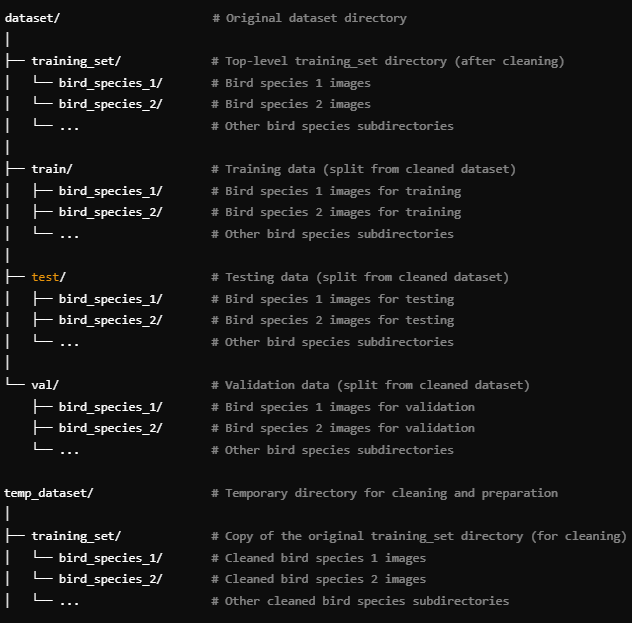 dataset/                      # Original dataset directory
│
├── training_set/             # Top-level training_set directory (after cleaning)
│   └── bird_species_1/       # Bird species 1 images
│   └── bird_species_2/       # Bird species 2 images
│   └── ...                   # Other bird species subdirectories
│
├── train/                    # Training data (split from cleaned dataset)
│   ├── bird_species_1/       # Bird species 1 images for training
│   ├── bird_species_2/       # Bird species 2 images for training
│   └── ...                   # Other bird species subdirectories
│
├── test/                     # Testing data (split from cleaned dataset)
│   ├── bird_species_1/       # Bird species 1 images for testing
│   ├── bird_species_2/       # Bird species 2 images for testing
│   └── ...                   # Other bird species subdirectories
│
└── val/                      # Validation data (split from cleaned dataset)
    ├── bird_species_1/       # Bird species 1 images for validation
    ├── bird_species_2/       # Bird species 2 images for validation
    └── ...                   # Other bird species subdirectories

temp_dataset/                 # Temporary directory for cleaning and preparation
│
├── training_set/             # Copy of the original training_set directory (for cleaning)
│   └── bird_species_1/       # Cleaned bird species 1 images
│   └── bird_species_2/       # Cleaned bird species 2 images
│   └── ...                   # Other cleaned bird species subdirectories